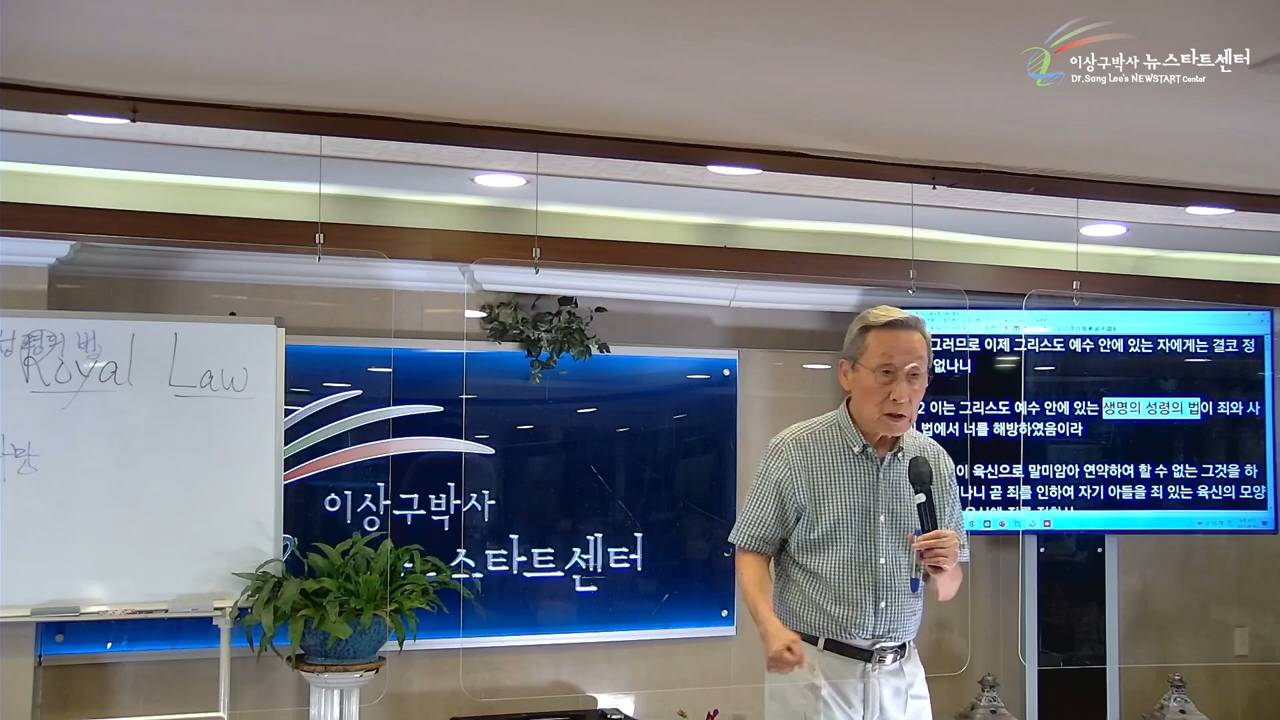 이상구박사 뉴스타트센터
Dr. Sang Lee's NEWSTART Center
Royal Law
이상구박사
뉴스타트센터
그러므로 이제 그리스도 예수 안에 있는 자에게는 결코 정
없나니
2 이는 그리스도 예수 안에 있는 생명의 성령의 법이 죄와 사
법에서 너를 해방하였음이라
이 육신으로 말미암아 연약하여 할 수 없는 그것을 하
나니 곧 죄를 인하여 자기 아들을 죄 있는 육신의 모양